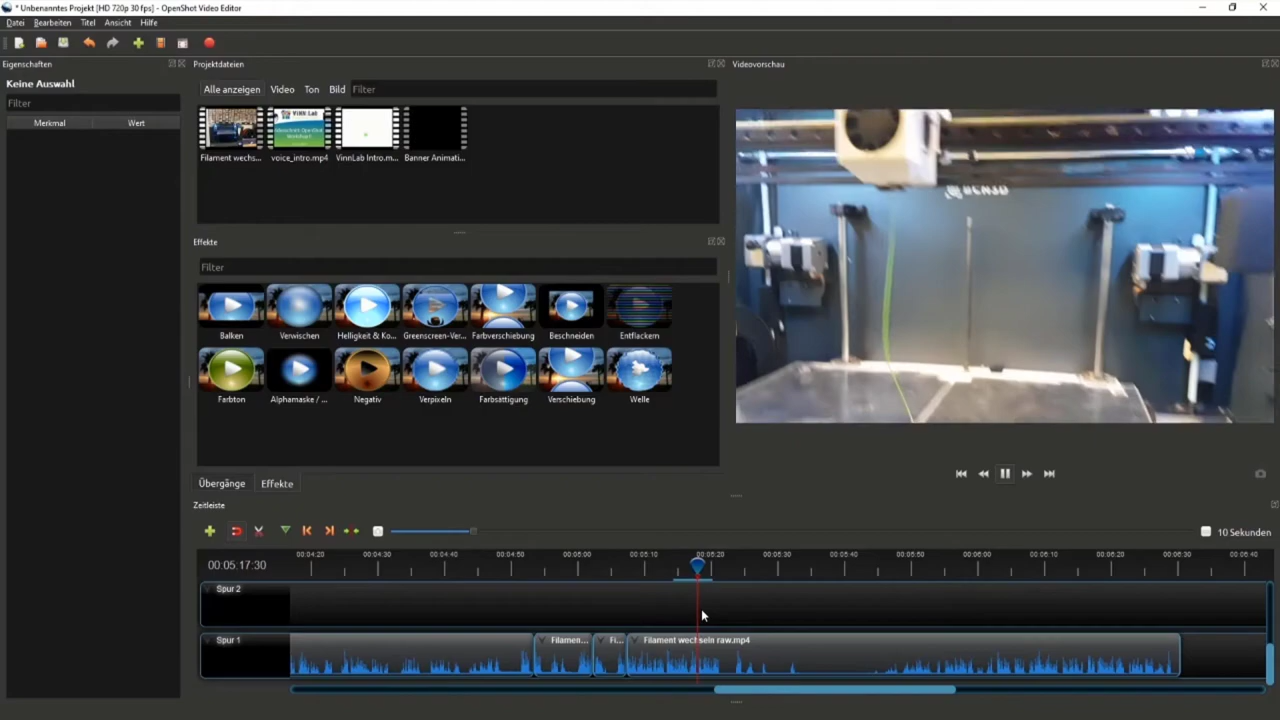 * Unbenanntes Projekt [HD 720p 30 fps] - OpenShot Video Editor
Datei Bearbeiten Titel Ansicht Hilfe
Eigenschaften
Keine Auswahl
Filter
Merkmal Wert
Projektdateien
Alle anzeigen Video Ton Bild Filter
Filament wechs... voice_intro.mp4 VinnLab Intro.m... Banner Animati...
Effekte
Filter
Balken Verwischen Helligkeit & Ko... Greenscreen-Ver... Farbverschiebung Beschneiden Entflackern
Farbton Alphamaske / ... Negativ Verpixeln Farbsättigung Verschiebung Welle
Übergänge Effekte
Videovorschau
BCN3D
Zeitleiste
10 Sekunden
00:05:17:30
00:04:20 00:04:30 00:04:40 00:04:50 00:05:00 00:05:10 00:05:20 00:05:30 00:05:40 00:05:50 00:06:00 00:06:10 00:06:20 00:06:30 00:06:40
Spur 2
Spur 1 Filamen... Fi... Filament wechseln raw.mp4